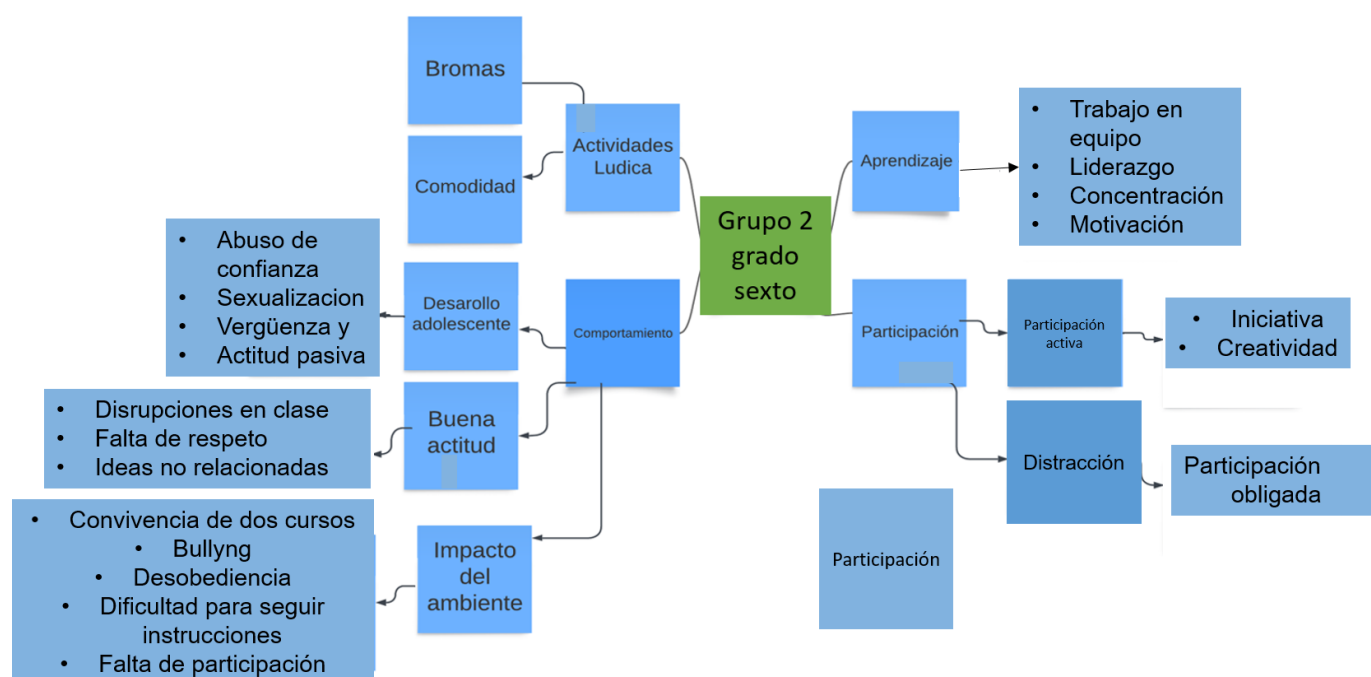 Bromas
Actividades
Ludica
Comodidad
• Abuso de
confianza
• Sexualizacion
• Vergüenza y
• Actitud pasiva
Desarollo
adolescente
Comportamiento
• Disrupciones en clase
• Falta de respeto
• Ideas no relacionadas
Buena
actitud
• Convivencia de dos cursos
• Bullyng
• Desobediencia
• Dificultad para seguir
instrucciones
• Falta de participación
Impacto
del
ambiente
Grupo 2
grado
sexto
Aprendizaje
• Trabajo en
equipo
• Liderazgo
• Concentración
• Motivación
Participación
Participación
activa
• Iniciativa
• Creatividad
Distracción
Participación
obligada
Participación